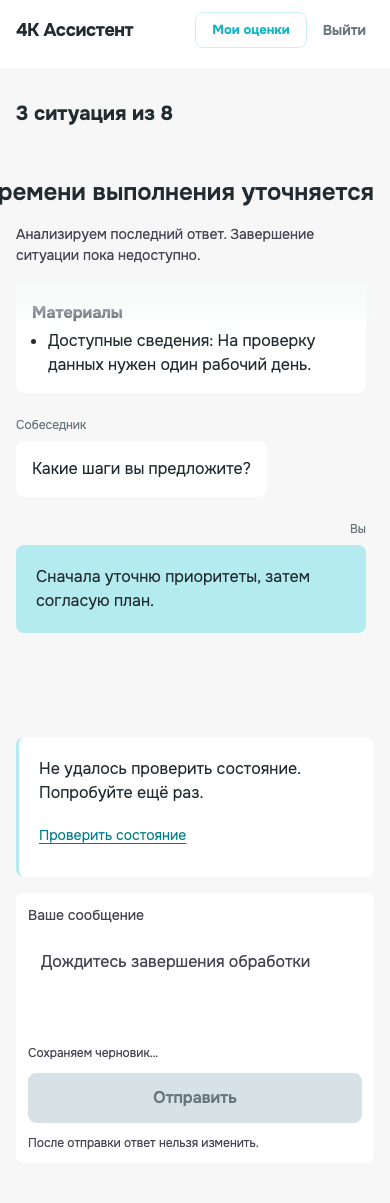 4К Ассистент
Мои оценки
Выйти
3 ситуация из 8
ремени выполнения уточняется
Анализируем последний ответ. Завершение
ситуации пока недоступно.
Материалы
Доступные сведения: На проверку
данных нужен один рабочий день.
Собеседник
Какие шаги вы предложите?
Вы
Сначала уточню приоритеты, затем
согласую план.
Не удалось проверить состояние.
Попробуйте ещё раз.
Проверить состояние
Ваше сообщение
Дождитесь завершения обработки
Сохраняем черновик...
Отправить
После отправки ответ нельзя изменить.